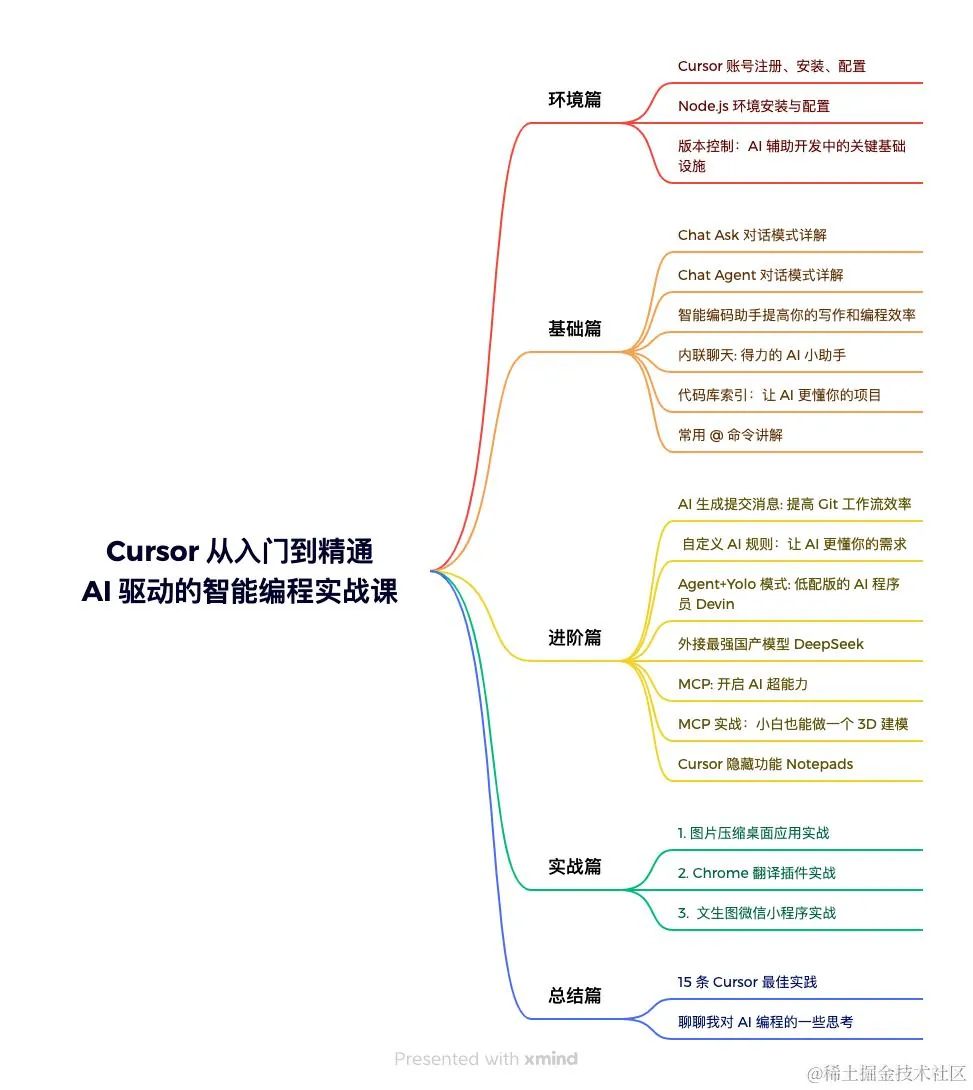 Cursor 从入门到精通
AI 驱动的智能编程实战课
环境篇
Cursor 账号注册、安装、配置
Node.js 环境安装与配置
版本控制：AI 辅助开发中的关键基础
设施
基础篇
Chat Ask 对话模式详解
Chat Agent 对话模式详解
智能编码助手提高你的写作和编程效率
内联聊天: 得力的 AI 小助手
代码库索引：让 AI 更懂你的项目
常用 @ 命令讲解
进阶篇
AI 生成提交消息: 提高 Git 工作流效率
自定义 AI 规则：让 AI 更懂你的需求
Agent+Yolo 模式: 低配版的 AI 程序
员 Devin
外接最强国产模型 DeepSeek
MCP: 开启 AI 超能力
MCP 实战：小白也能做一个 3D 建模
Cursor 隐藏功能 Notepads
实战篇
1. 图片压缩桌面应用实战
2. Chrome 翻译插件实战
3. 文生图微信小程序实战
总结篇
15 条 Cursor 最佳实践
聊聊我对 AI 编程的一些思考
Presented with xmind
@稀土掘金技术社区